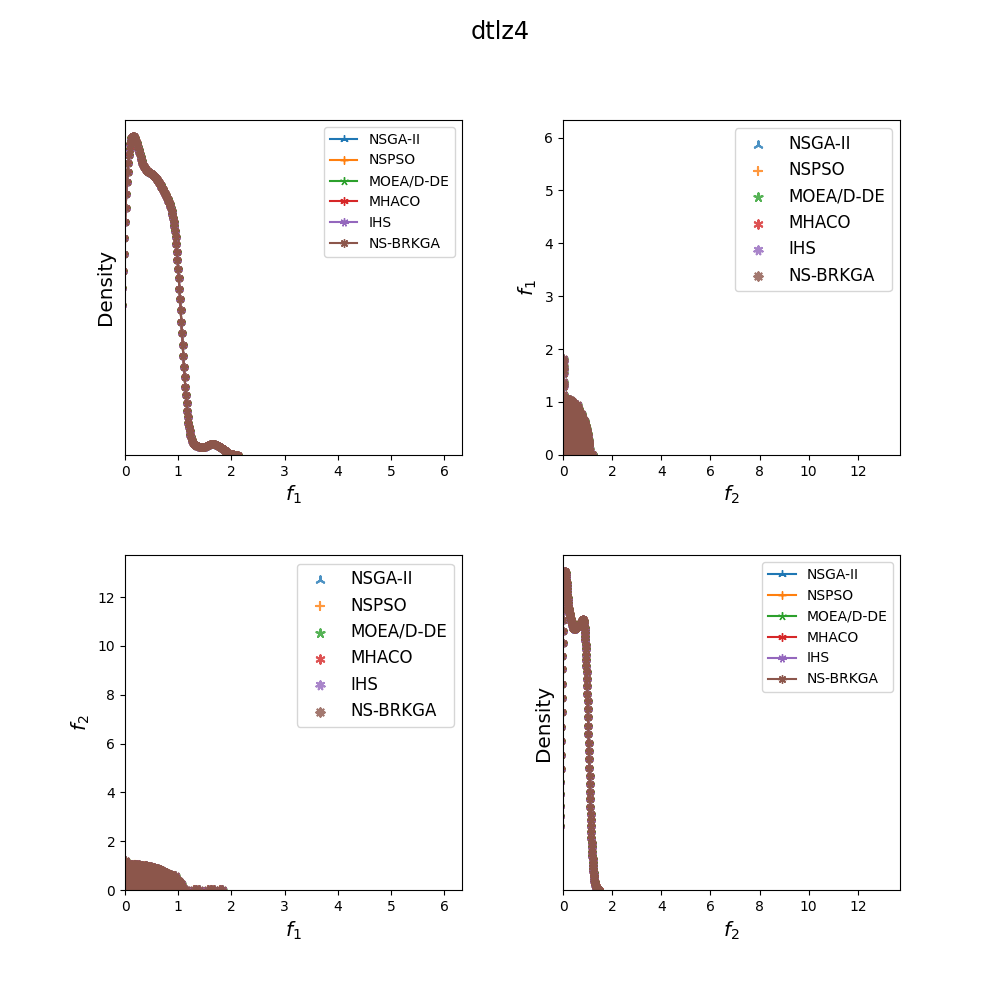 dtlz4
Density
NSGA-II
NSPSO
MOEA/D-DE
MHACO
IHS
NS-BRKGA
0 1 2 3 4 5 6
f1
f1
6
5
4
3
2
1
0
NSGA-II
NSPSO
MOEA/D-DE
MHACO
IHS
NS-BRKGA
0 2 4 6 8 10 12
f2
f2
12
10
8
6
4
2
0
NSGA-II
NSPSO
MOEA/D-DE
MHACO
IHS
NS-BRKGA
0 1 2 3 4 5 6
f1
Density
NSGA-II
NSPSO
MOEA/D-DE
MHACO
IHS
NS-BRKGA
0 2 4 6 8 10 12
f2